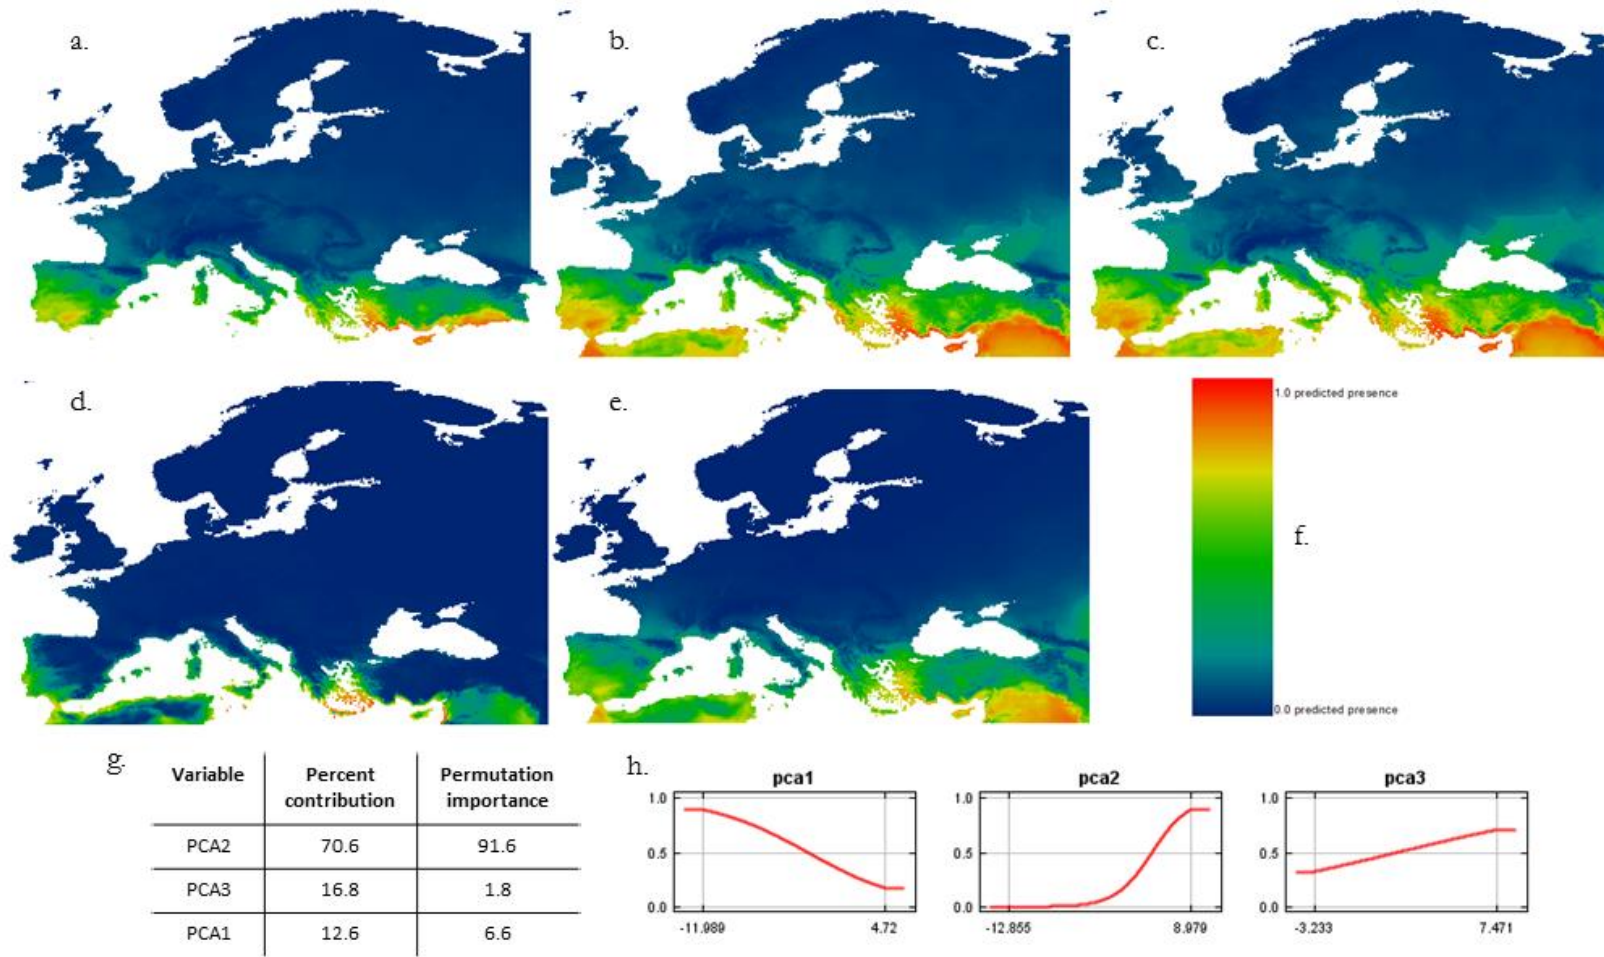 a.
b.
c.
d.
e.
1.0 predicted presence
f.
0.0 predicted presence
g.
Variable Percent contribution Permutation importance
PCA2 70.6 91.6
PCA3 16.8 1.8
PCA1 12.6 6.6
h.
pca1 pca2 pca3
1.0 1.0 1.0
0.5 0.5 0.5
0.0 0.0 0.0
-11.989 4.72 -12.855 8.979 -3.233 7.471